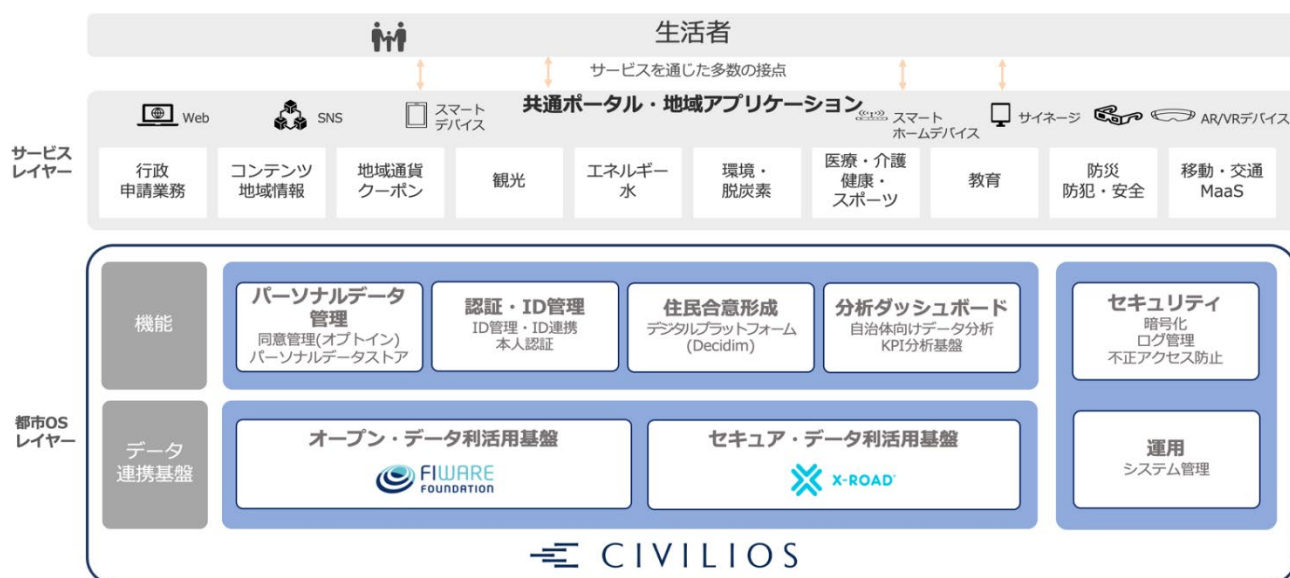 生活者
サービスを通じた多数の接点
共通ポータル・地域アプリケーション
Web
SNS
スマート
デバイス
スマート
ホームデバイス
サイネージ
AR/VRデバイス
サービス
レイヤー
行政
申請業務
コンテンツ
地域情報
地域通貨
クーポン
観光
エネルギー
水
環境・
脱炭素
医療・介護
健康・
スポーツ
教育
防災
防犯・安全
移動・交通
MaaS
都市OS
レイヤー
機能
パーソナルデータ
管理
同意管理(オプトイン)
パーソナルデータストア
認証・ID管理
ID管理・ID連携
本人認証
住民合意形成
デジタルプラットフォーム
(Decidim)
分析ダッシュボード
自治体向けデータ分析
KPI分析基盤
セキュリティ
暗号化
ログ管理
不正アクセス防止
データ
連携基盤
オープン・データ利活用基盤
FIWARE
FOUNDATION
セキュア・データ利活用基盤
X-ROAD
運用
システム管理
CIVILIOS